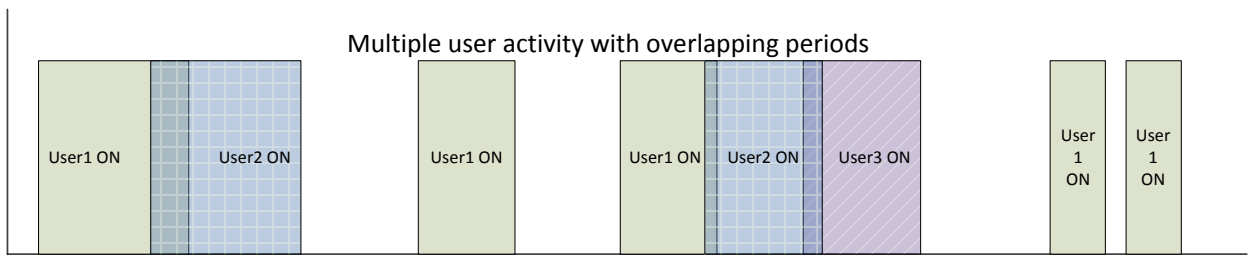 Multiple user activity with overlapping periods
User1 ON
User2 ON
User1 ON
User1 ON
User2 ON
User3 ON
User
1
ON
User
1
ON